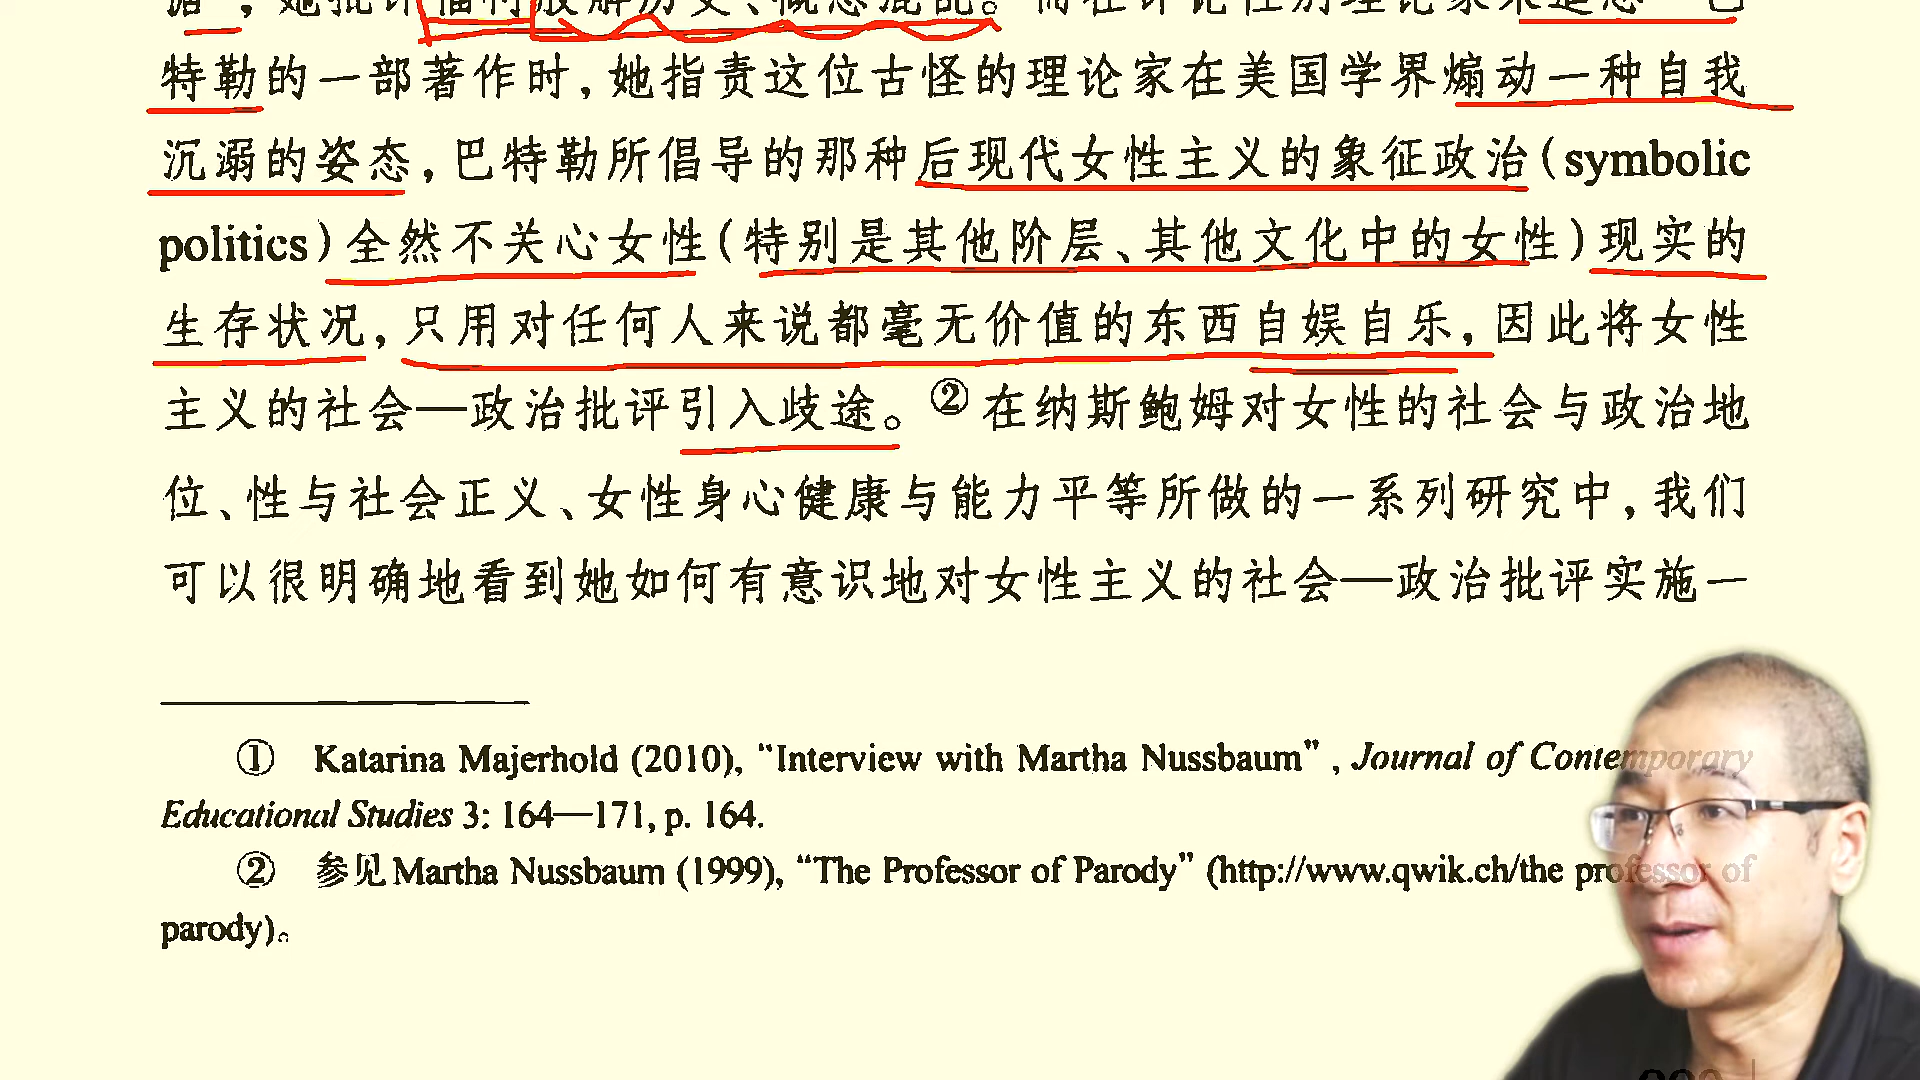 特勒的一部著作时,她指责这位古怪的理论家在美国学界煽动一种自我
沉溺的姿态,巴特勒所倡导的那种后现代女性主义的象征政治(symbolic
politics)全然不关心女性(特别是其他阶层、其他文化中的女性)现实的
生存状况,只用对任何人来说都毫无价值的东西自娱自乐,因此将女性
主义的社会—政治批评引入歧途。②在纳斯鲍姆对女性的社会与政治地
位、性与社会正义、女性身心健康与能力平等所做的一系列研究中,我们
可以很明确地看到她如何有意识地对女性主义的社会—政治批评实施一
① Katarina Majerhold (2010), “Interview with Martha Nussbaum”, Journal of Contemporary
Educational Studies 3: 164—171, p. 164.
② 参见Martha Nussbaum (1999), “The Professor of Parody” (http://www.qwik.ch/the professor of
parody)。